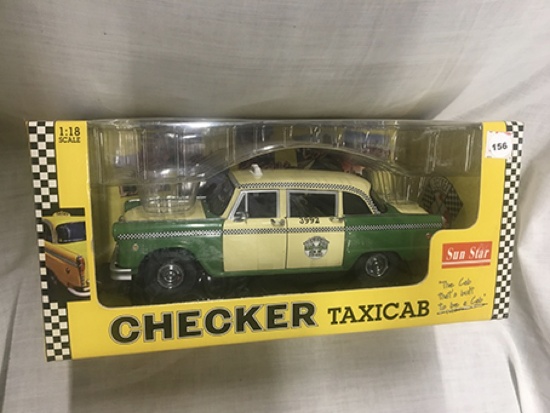 1:18
SCALE
156
3992
Sun Star
"The Cab
that's built
to be a Cab"
CHECKER TAXICAB